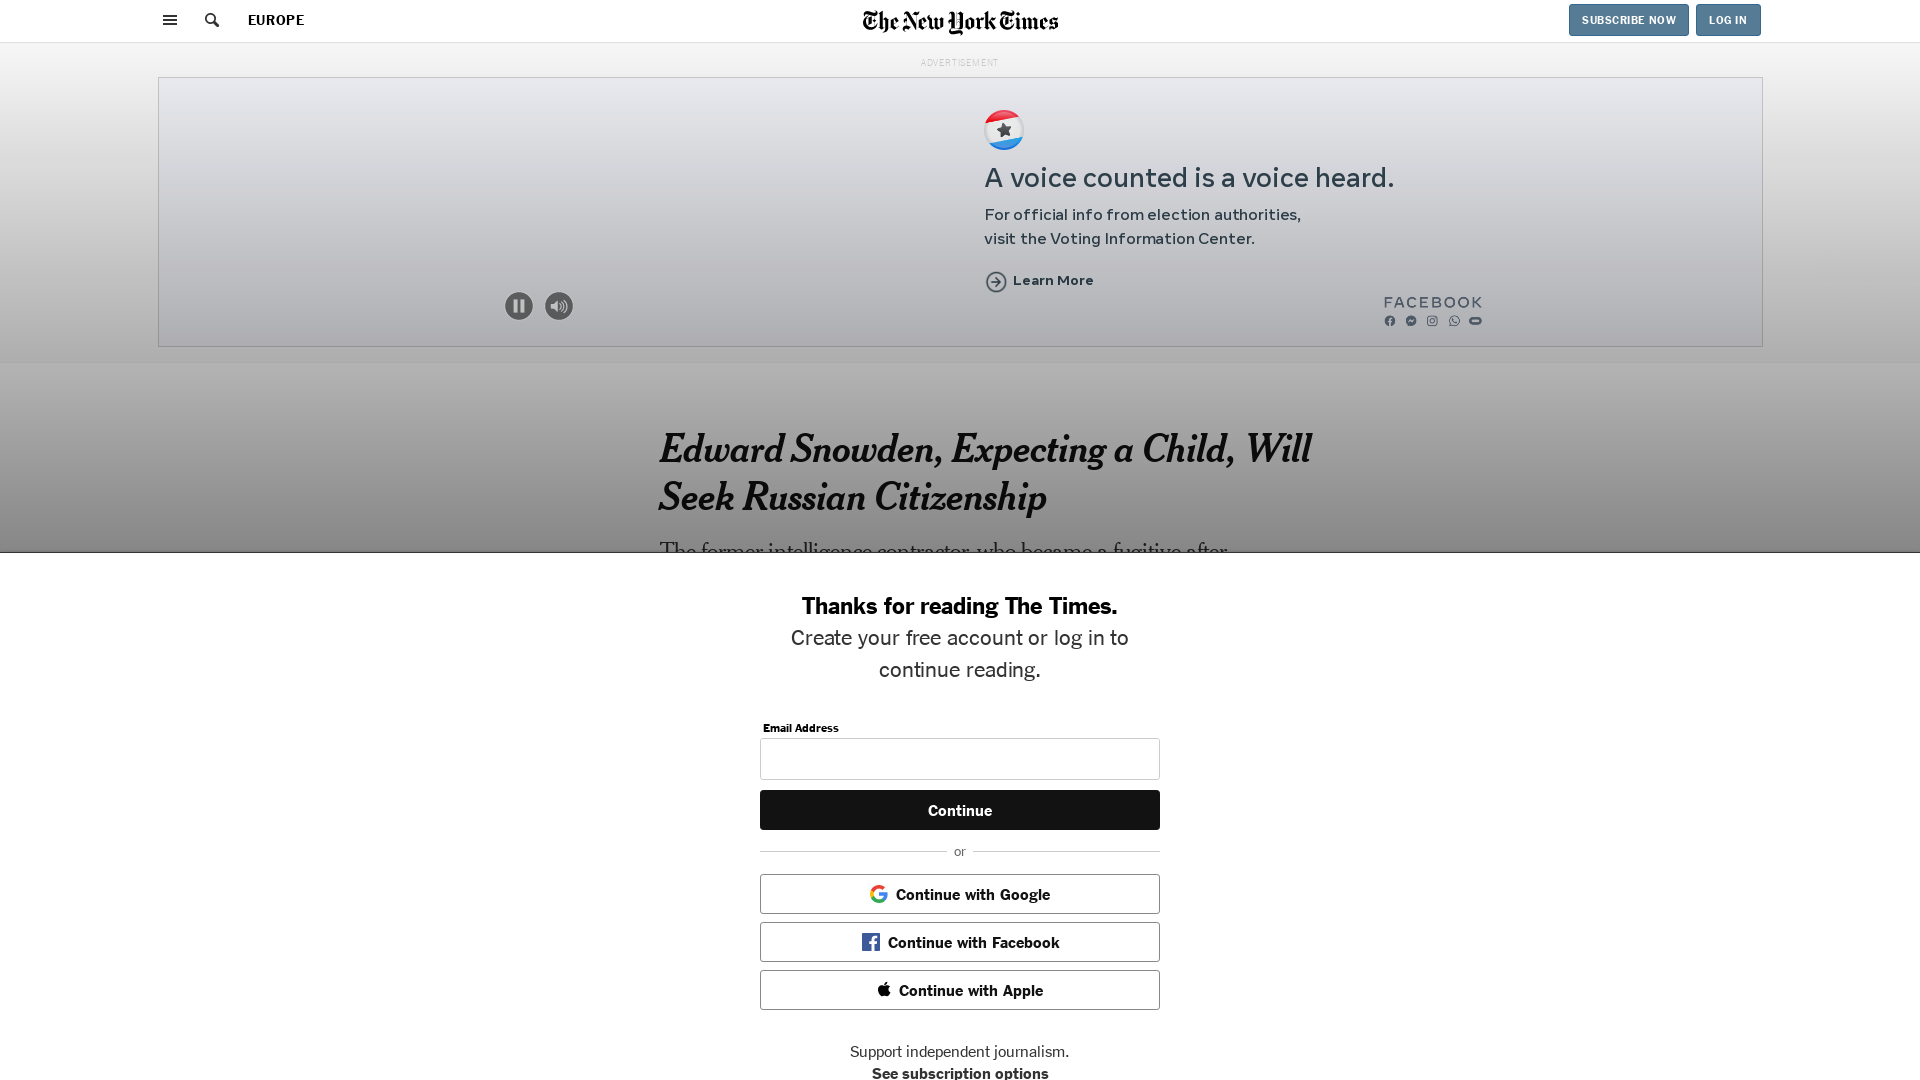 EUROPE
The New York Times
SUBSCRIBE NOW
LOG IN
ADVERTISEMENT
A voice counted is a voice heard.
For official info from election authorities,
visit the Voting Information Center.
Learn More
FACEBOOK
Edward Snowden, Expecting a Child, Will
Seek Russian Citizenship
The former intelligence contractor, who became a fugitive after
Thanks for reading The Times.
Create your free account or log in to
continue reading.
Email Address
Continue
or
Continue with Google
Continue with Facebook
Continue with Apple
Support independent journalism.
See subscription options